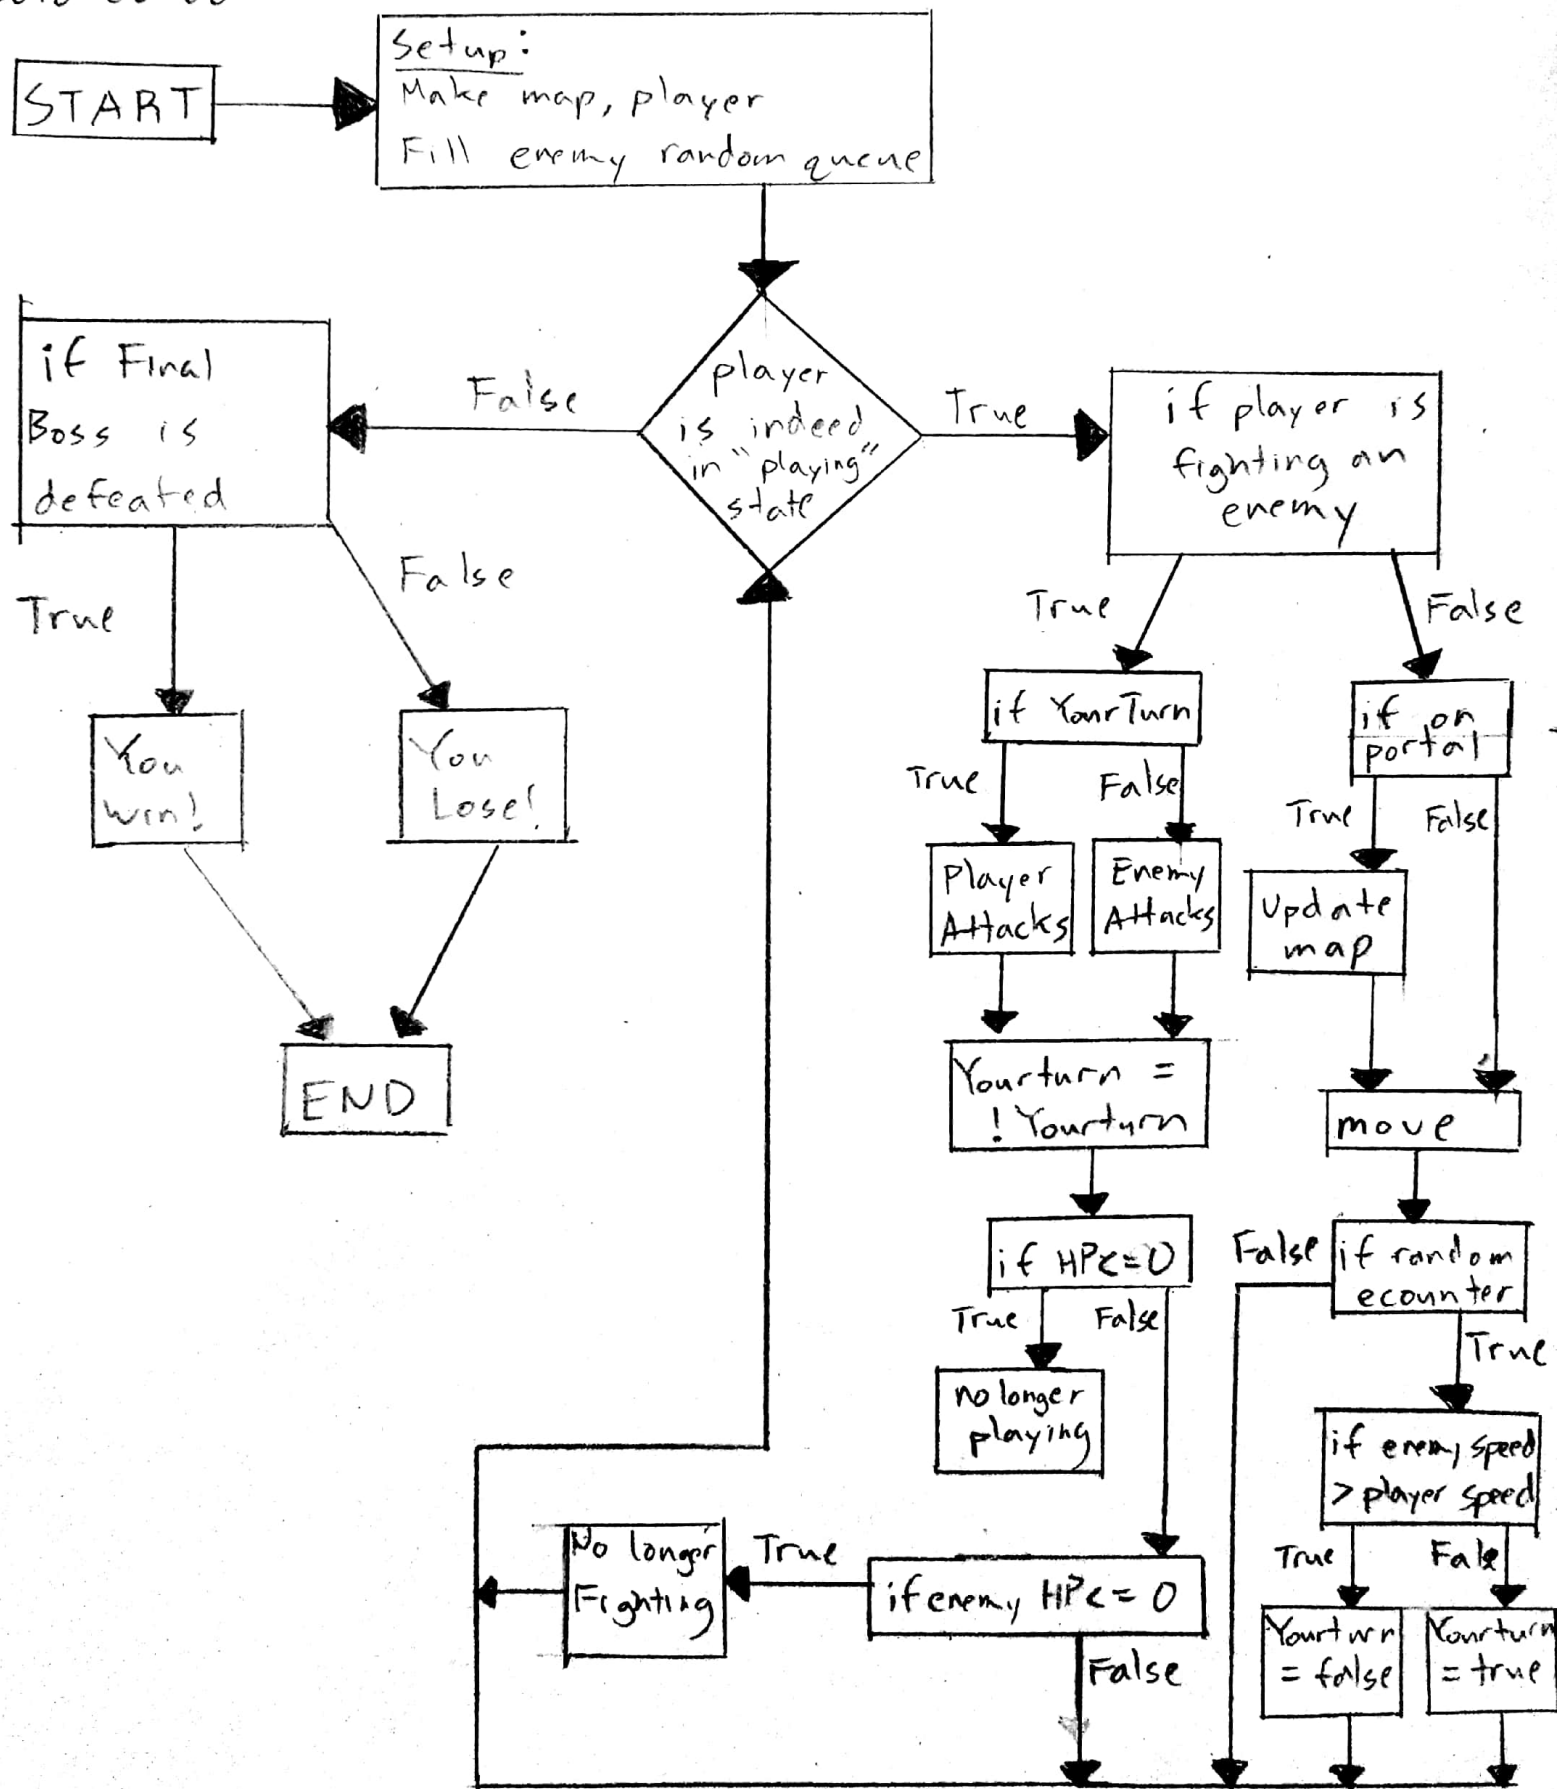 START
Setup:
Make map, player
Fill enemy random queue
player
is indeed
in "playing"
state
False
True
if Final
Boss is
defeated
True
False
You
Win!
You
Lose!
END
if player is
fighting an
enemy
True
False
if YourTurn
True
False
Player
Attacks
Enemy
Attacks
Yourturn =
! Yourturn
if HP<=0
True
False
no longer
playing
if enemy HP<= 0
True
No longer
Fighting
False
if on
portal
True
False
Update
map
move
if random
ecounter
False
True
if enemy speed
> player speed
True
Fale
Yourturn
= false
Yourturn
= true